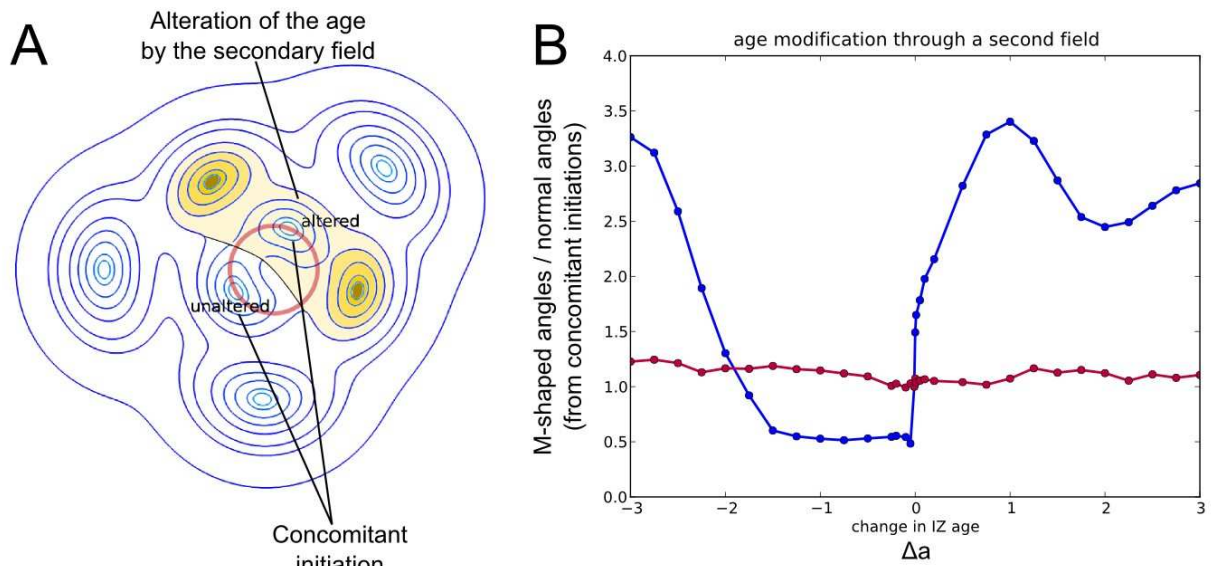 A
Alteration of the age
by the secondary field
altered
unaltered
Concomitant
initiation
B
age modification through a second field
M-shaped angles / normal angles
(from concomitant initiations)
4.0
3.5
3.0
2.5
2.0
1.5
1.0
0.5
0.0
−3
−2
−1
0
1
2
3
change in IZ age
Δa